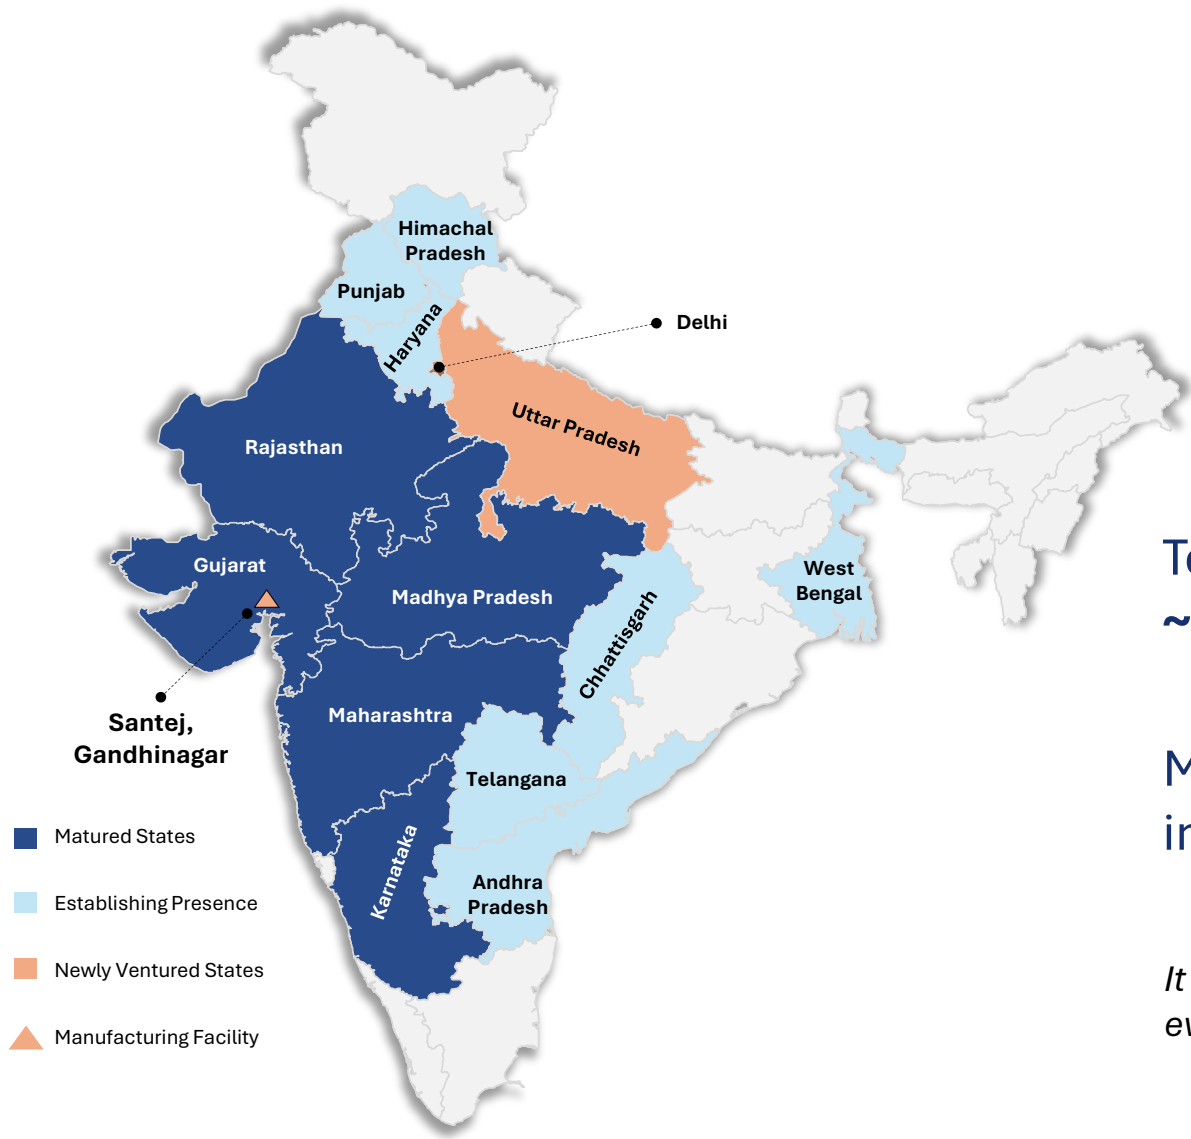 Himachal
Pradesh
Punjab
Haryana
Delhi
Uttar Pradesh
Rajasthan
Gujarat
Madhya Pradesh
West
Bengal
Chhattisgarh
Maharashtra
Santej,
Gandhinagar
Telangana
Karnataka
Andhra
Pradesh
Matured States
Establishing Presence
Newly Ventured States
Manufacturing Facility
~
It